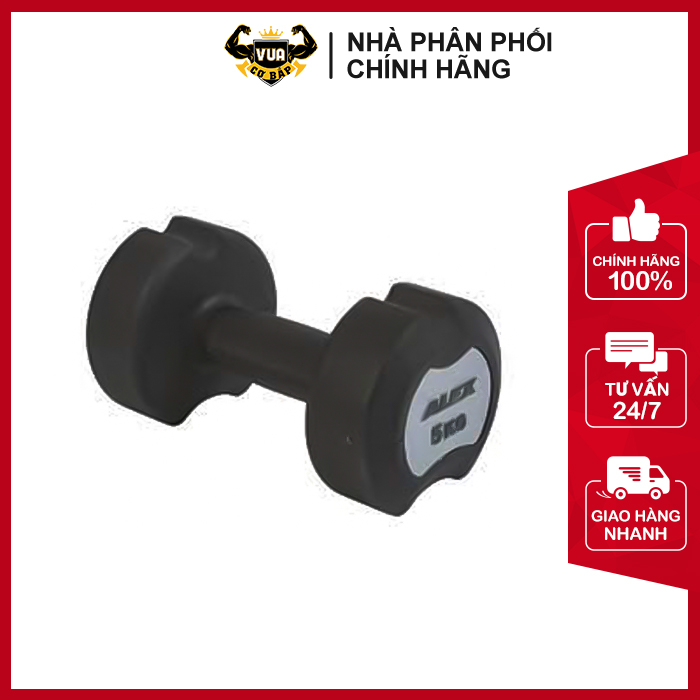 VUA
CƠ BẮP
NHÀ PHÂN PHỐI
CHÍNH HÃNG
CHÍNH HÃNG
100%
ALEX
5KG
TƯ VẤN
24/7
GIAO HÀNG
NHANH